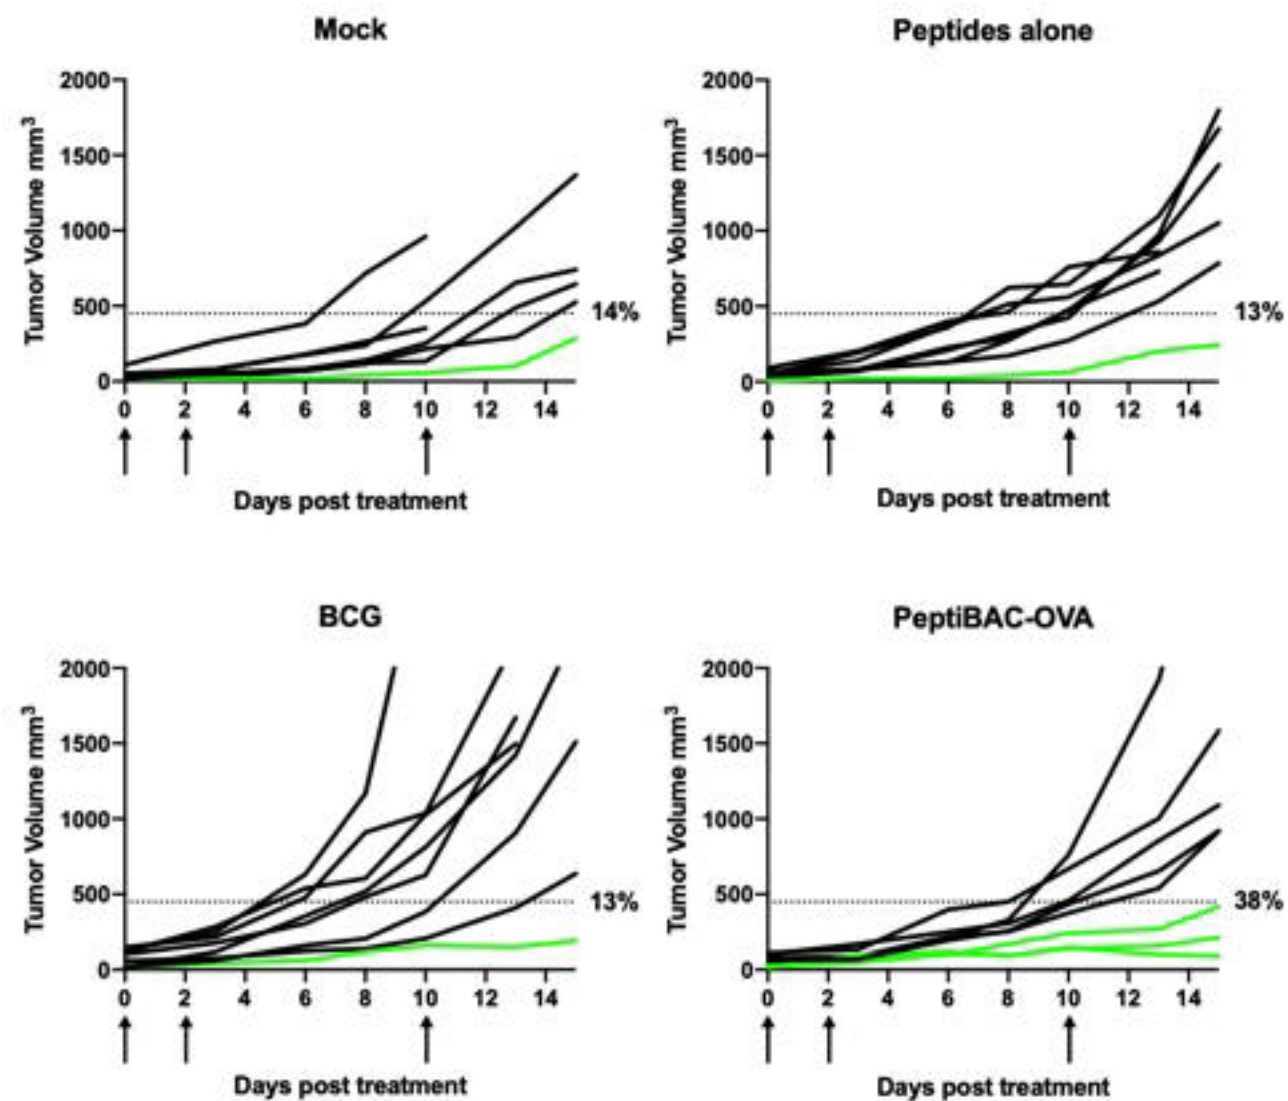 Mock
Tumor Volume mm³
2000
1500
1000
500
0
14%
0 2 4 6 8 10 12 14
Days post treatment
Peptides alone
Tumor Volume mm³
2000
1500
1000
500
0
13%
0 2 4 6 8 10 12 14
Days post treatment
BCG
Tumor Volume mm³
2000
1500
1000
500
0
13%
0 2 4 6 8 10 12 14
Days post treatment
PeptiBAC-OVA
Tumor Volume mm³
2000
1500
1000
500
0
38%
0 2 4 6 8 10 12 14
Days post treatment